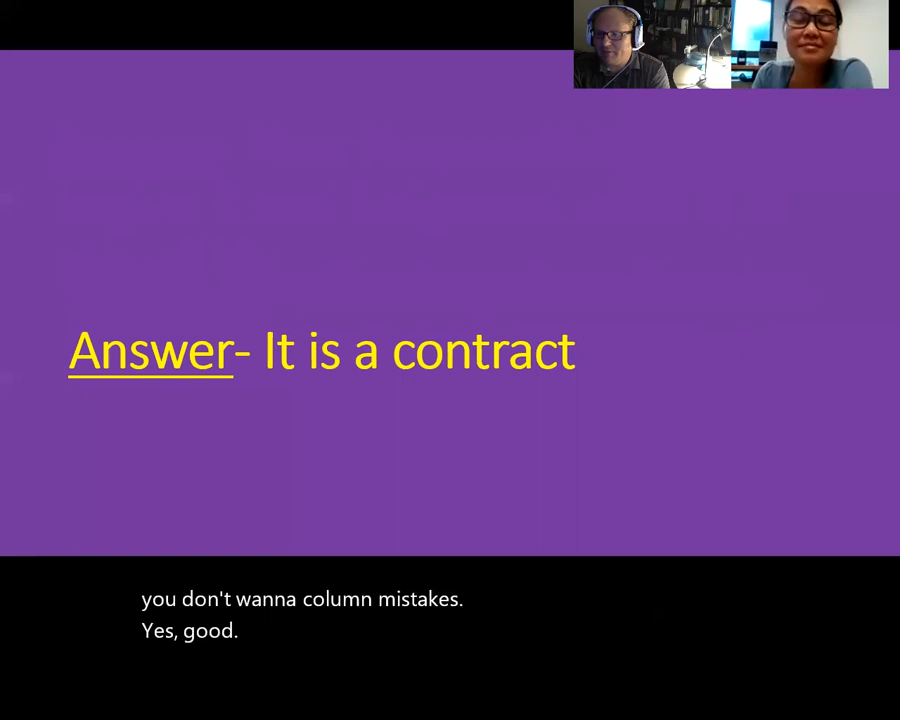 Answer- It is a contract
you don't wanna column mistakes.
Yes, good.